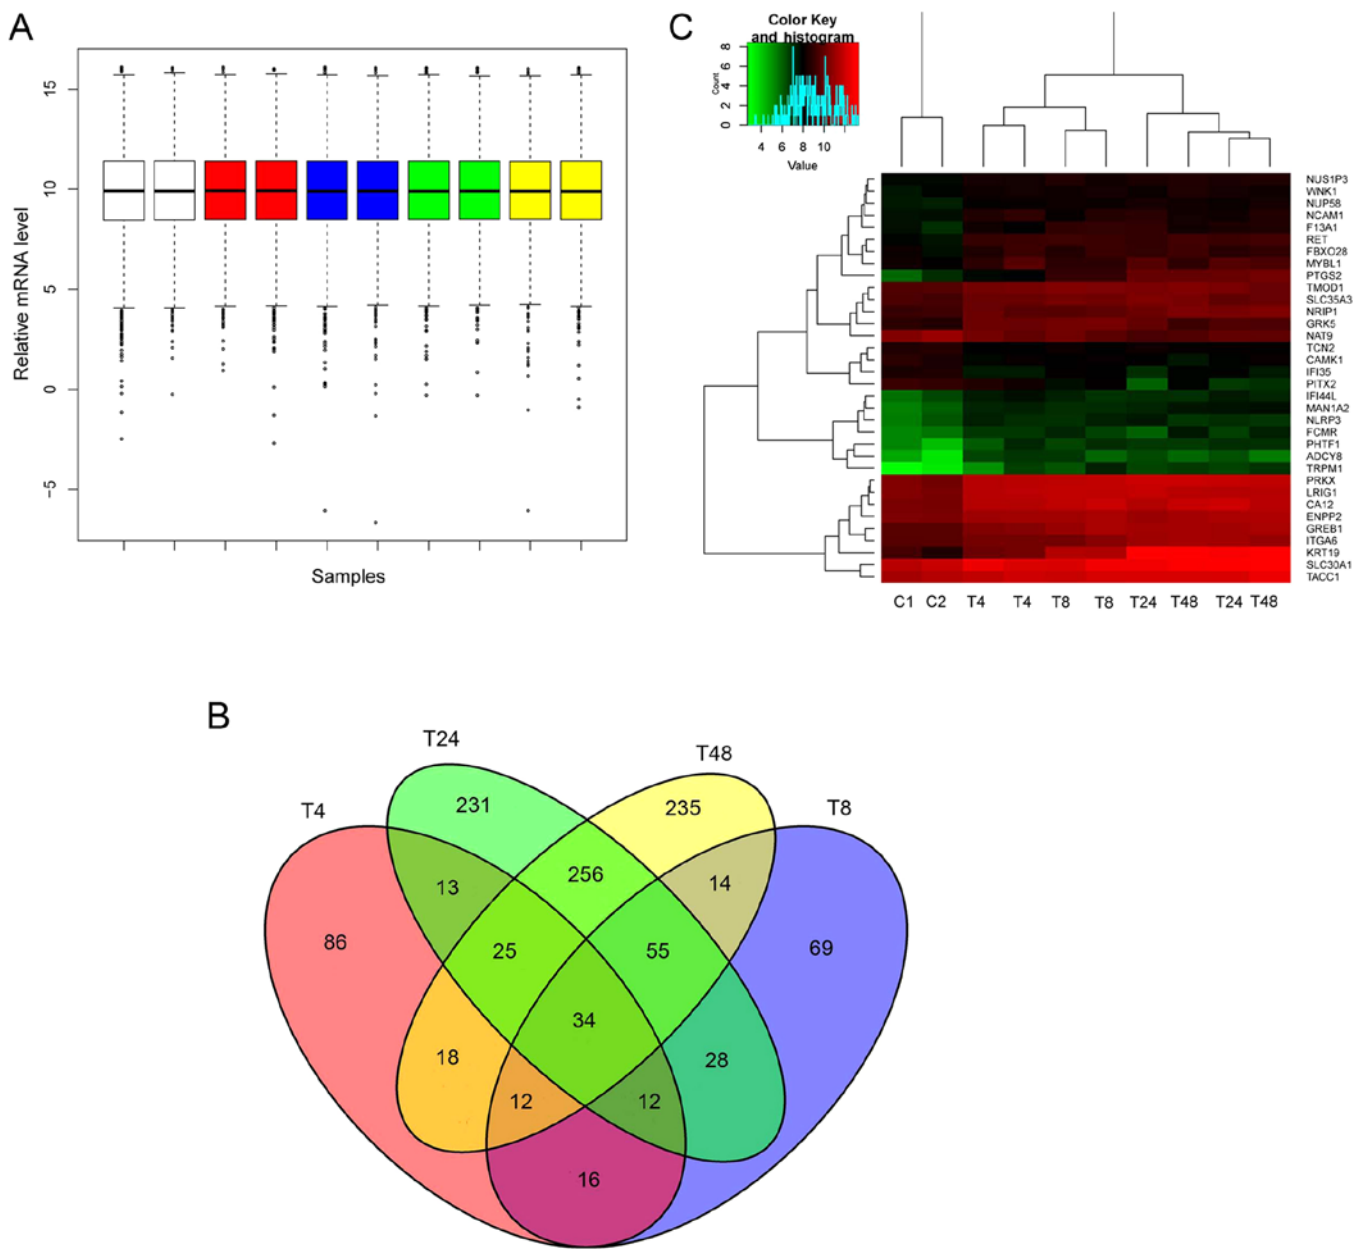 A
Relative mRNA level
15
10
5
0
−5
Samples
C
Color Key
and histogram
Count
8
6
4
2
0
4 6 8 10
Value
NUS1P3
WNK1
NUP58
NCAM1
F13A1
RET
FBXO28
MYBL1
PTGS2
TMOD1
SLC35A3
NRIP1
GRK5
NAT9
TCN2
CAMK1
IFI35
PITX2
IFI44L
MAN1A2
NLRP3
FCMR
PHTF1
ADCY8
TRPM1
PRKX
LRIG1
CA12
ENPP2
GREB1
ITGA6
KRT19
SLC30A1
TACC1
C1 C2 T4 T4 T8 T8 T24 T48 T24 T48
B
T24
T48
T4
T8
231
235
256
13
14
86
25
55
69
34
18
28
12
12
16